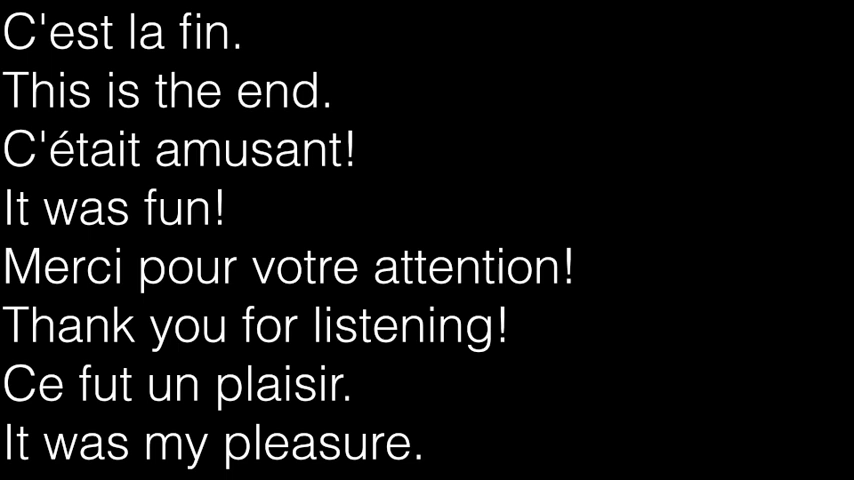 C'est la fin.
This is the end.
C'était amusant!
It was fun!
Merci pour votre attention!
Thank you for listening!
Ce fut un plaisir.
It was my pleasure.